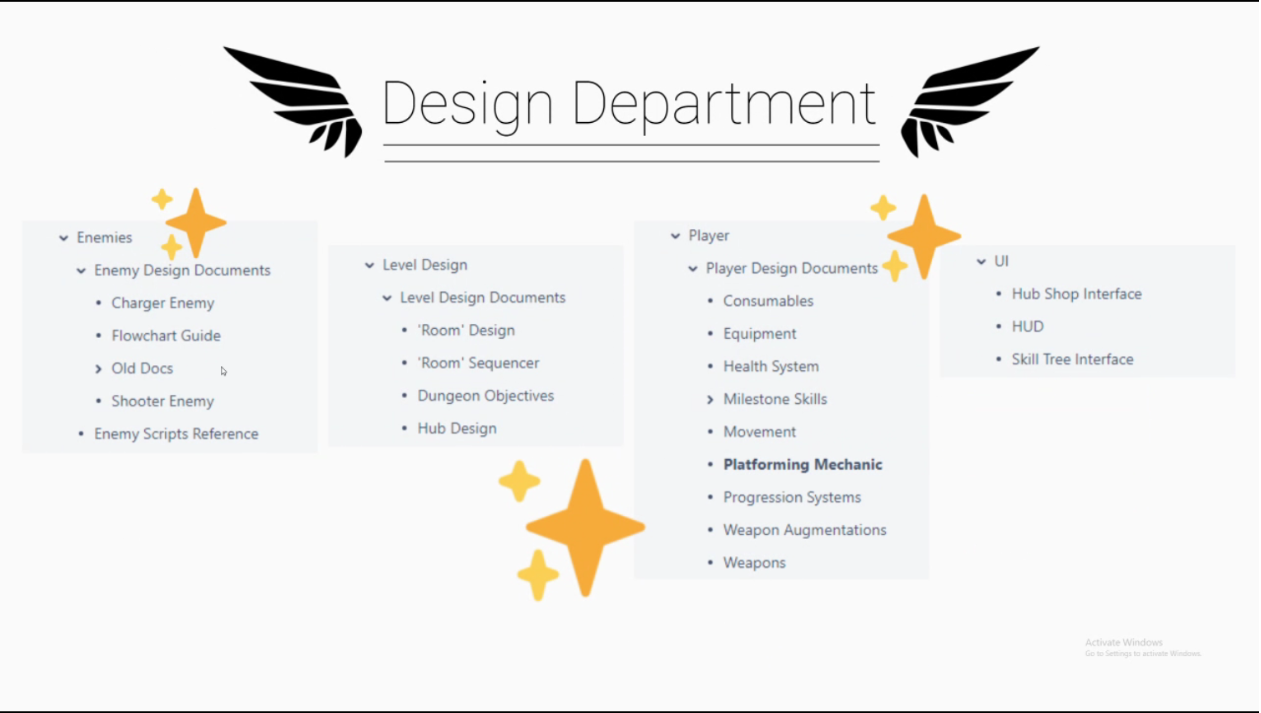 Design Department
Enemies
Enemy Design Documents
Charger Enemy
Flowchart Guide
Old Docs
Shooter Enemy
Enemy Scripts Reference
Level Design
Level Design Documents
'Room' Design
'Room' Sequencer
Dungeon Objectives
Hub Design
Player
Player Design Documents
Consumables
Equipment
Health System
Milestone Skills
Movement
Platforming Mechanic
Progression Systems
Weapon Augmentations
Weapons
UI
Hub Shop Interface
HUD
Skill Tree Interface
Activate Windows
Go to Settings to activate Windows.